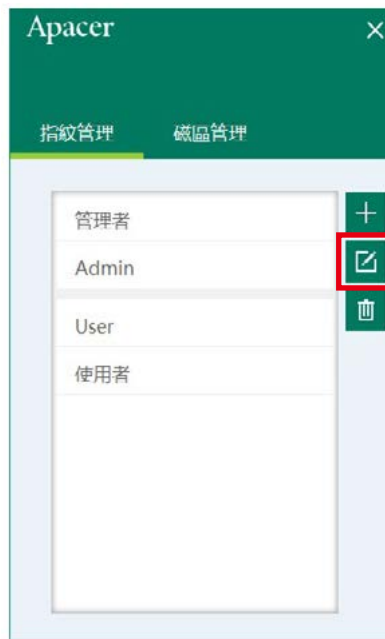 Apacer
指紋管理 磁區管理
管理者
Admin
User
使用者